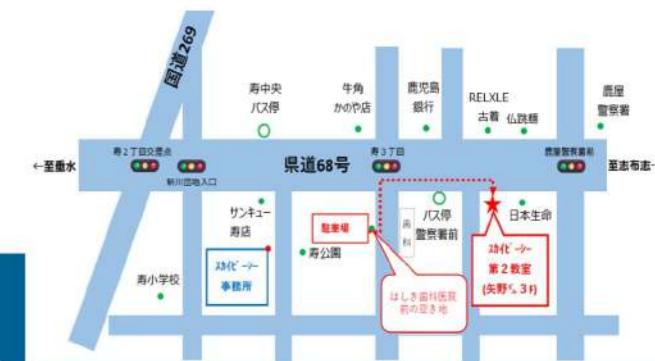 国道269
寿中央
バス停
牛角
かのや店
鹿児島
銀行
RELXLE
古着
仏跳麺
鹿屋
警察署
←至垂水
寿2丁目交差点
新川団地入口
県道68号
寿3丁目
鹿屋警察署前
至志布志→
サンキュー
寿店
駐車場
歯科
バス停
警察署前
日本生命
スカイピーシー
事務所
寿公園
スカイピーシー
第2教室
(矢野ビル3F)
寿小学校
はしき歯科医院
前の空き地